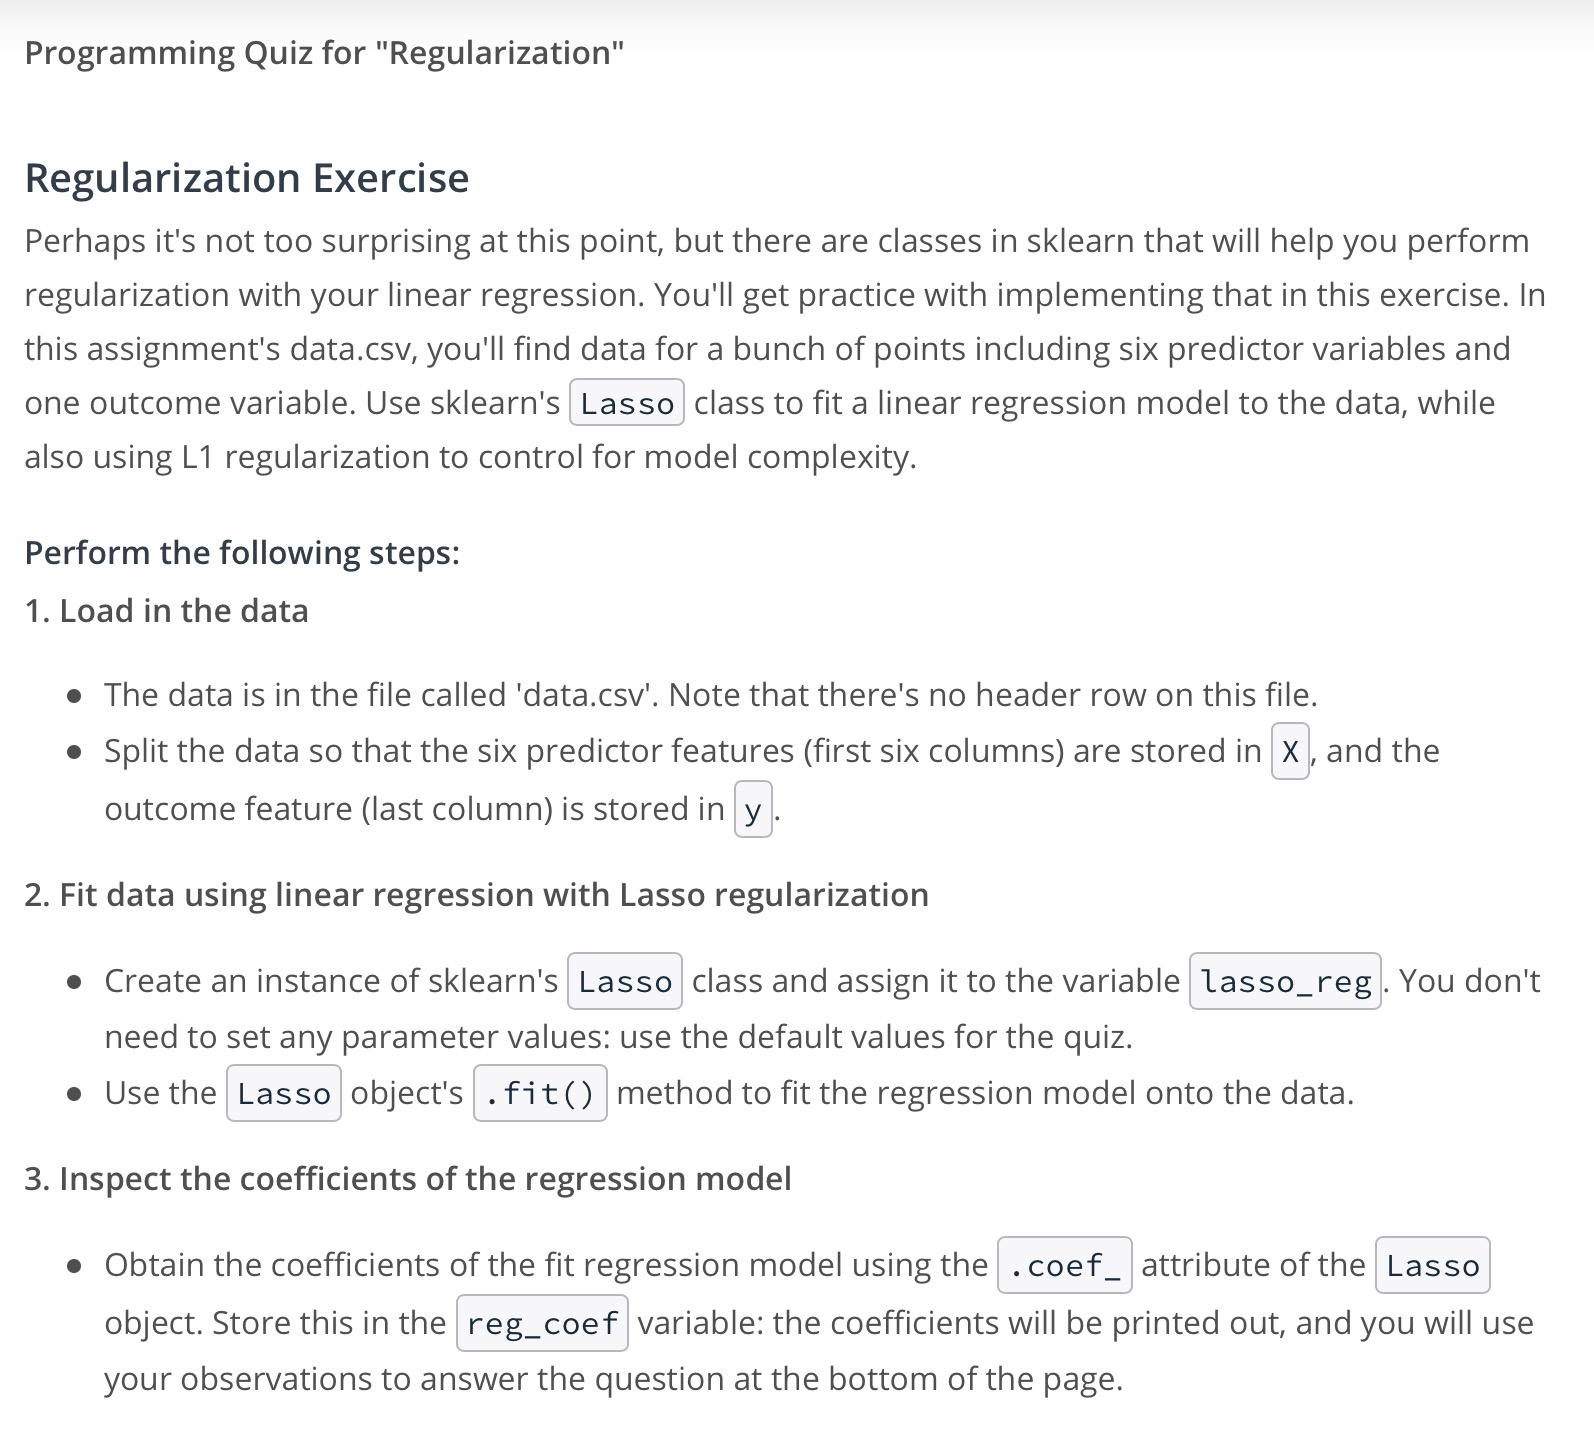 Programming Quiz for "Regularization"
Regularization Exercise
Perhaps it's not too surprising at this point, but there are classes in sklearn that will help you perform
regularization with your linear regression. You'll get practice with implementing that in this exercise. In
this assignment's data.csv, you'll find data for a bunch of points including six predictor variables and
one outcome variable. Use sklearn's Lasso class to fit a linear regression model to the data, while
also using L1 regularization to control for model complexity.
Perform the following steps:
1. Load in the data
● The data is in the file called 'data.csv'. Note that there's no header row on this file.
● Split the data so that the six predictor features (first six columns) are stored in X, and the
outcome feature (last column) is stored in y.
2. Fit data using linear regression with Lasso regularization
● Create an instance of sklearn's Lasso class and assign it to the variable lasso_reg. You don't
need to set any parameter values: use the default values for the quiz.
● Use the Lasso object's .fit() method to fit the regression model onto the data.
3. Inspect the coefficients of the regression model
● Obtain the coefficients of the fit regression model using the .coef_ attribute of the Lasso
object. Store this in the reg_coef variable: the coefficients will be printed out, and you will use
your observations to answer the question at the bottom of the page.